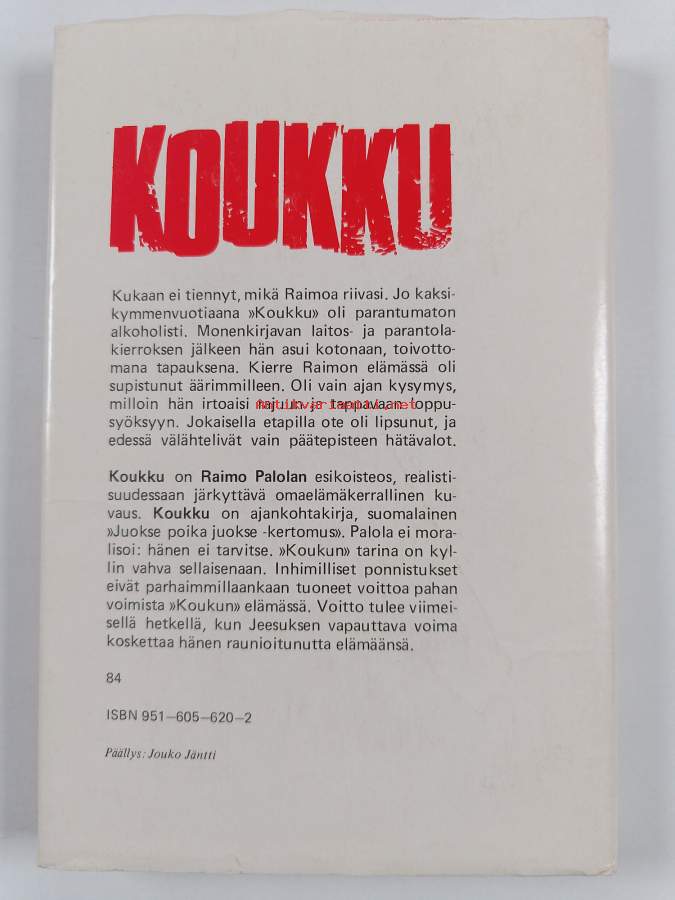 KOUKKU
Kukaan ei tiennyt, mikä Raimoa riivasi. Jo kaksi-
kymmenvuotiaana »Koukku» oli parantumaton
alkoholisti. Monenkirjavan laitos- ja parantola-
kierroksen jälkeen hän asui kotonaan, toivotto-
mana tapauksena. Kierre Raimon elämässä oli
supistunut äärimmilleen. Oli vain ajan kysymys,
milloin hän irtoaisi rajuun ja tappavaan loppu-
syöksyyn. Jokaisella etapilla ote oli lipsunut, ja
edessä välähtelivät vain päätepisteen hätävalot.
Koukku on Raimo Palolan esikoisteos, realisti-
suudessaan järkyttävä omaelämäkerrallinen ku-
vaus. Koukku on ajankohtakirja, suomalainen
»Juokse poika juokse -kertomus». Palola ei mora-
lisoi: hänen ei tarvitse. »Koukun» tarina on kyl-
lin vahva sellaisenaan. Inhimilliset ponnistukset
eivät parhaimmillaankaan tuoneet voittoa pahan
voimista »Koukun» elämässä. Voitto tulee viimei-
sellä hetkellä, kun Jeesuksen vapauttava voima
koskettaa hänen raunioitunutta elämäänsä.
84
ISBN 951–605–620–2
Päällys: Jouko Jäntti